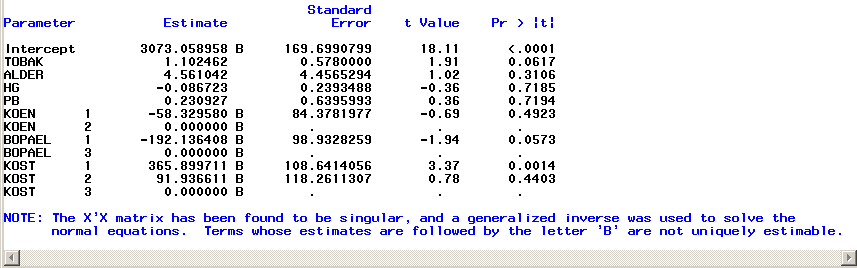 Standard
Parameter Estimate Error t Value Pr > |t|
Intercept 3073.058958 B 169.6990799 18.11 <.0001
TOBAK 1.102462 0.5780000 1.91 0.0617
ALDER 4.561042 4.4565294 1.02 0.3106
HG -0.086723 0.2393488 -0.36 0.7185
PB 0.230927 0.6395993 0.36 0.7194
KOEN 1 -58.329580 B 84.3781977 -0.69 0.4923
KOEN 2 0.000000 B . . .
BOPAEL 1 -192.136408 B 98.9328259 -1.94 0.0573
BOPAEL 3 0.000000 B . . .
KOST 1 365.899711 B 108.6414056 3.37 0.0014
KOST 2 91.936611 B 118.2611307 0.78 0.4403
KOST 3 0.000000 B . . .
NOTE: The X'X matrix has been found to be singular, and a generalized inverse was used to solve the
normal equations. Terms whose estimates are followed by the letter 'B' are not uniquely estimable.